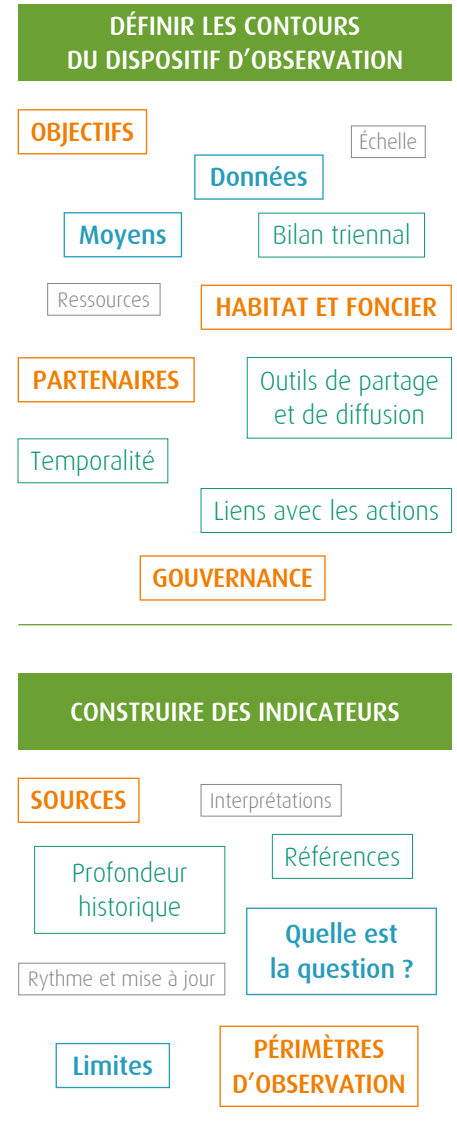 DÉFINIR LES CONTOURS
DU DISPOSITIF D’OBSERVATION
OBJECTIFS
Échelle
Données
Moyens
Bilan triennal
Ressources
HABITAT ET FONCIER
PARTENAIRES
Outils de partage
et de diffusion
Temporalité
Liens avec les actions
GOUVERNANCE
CONSTRUIRE DES INDICATEURS
SOURCES
Interprétations
Références
Profondeur
historique
Quelle est
la question ?
Rythme et mise à jour
Limites
PÉRIMÈTRES
D’OBSERVATION